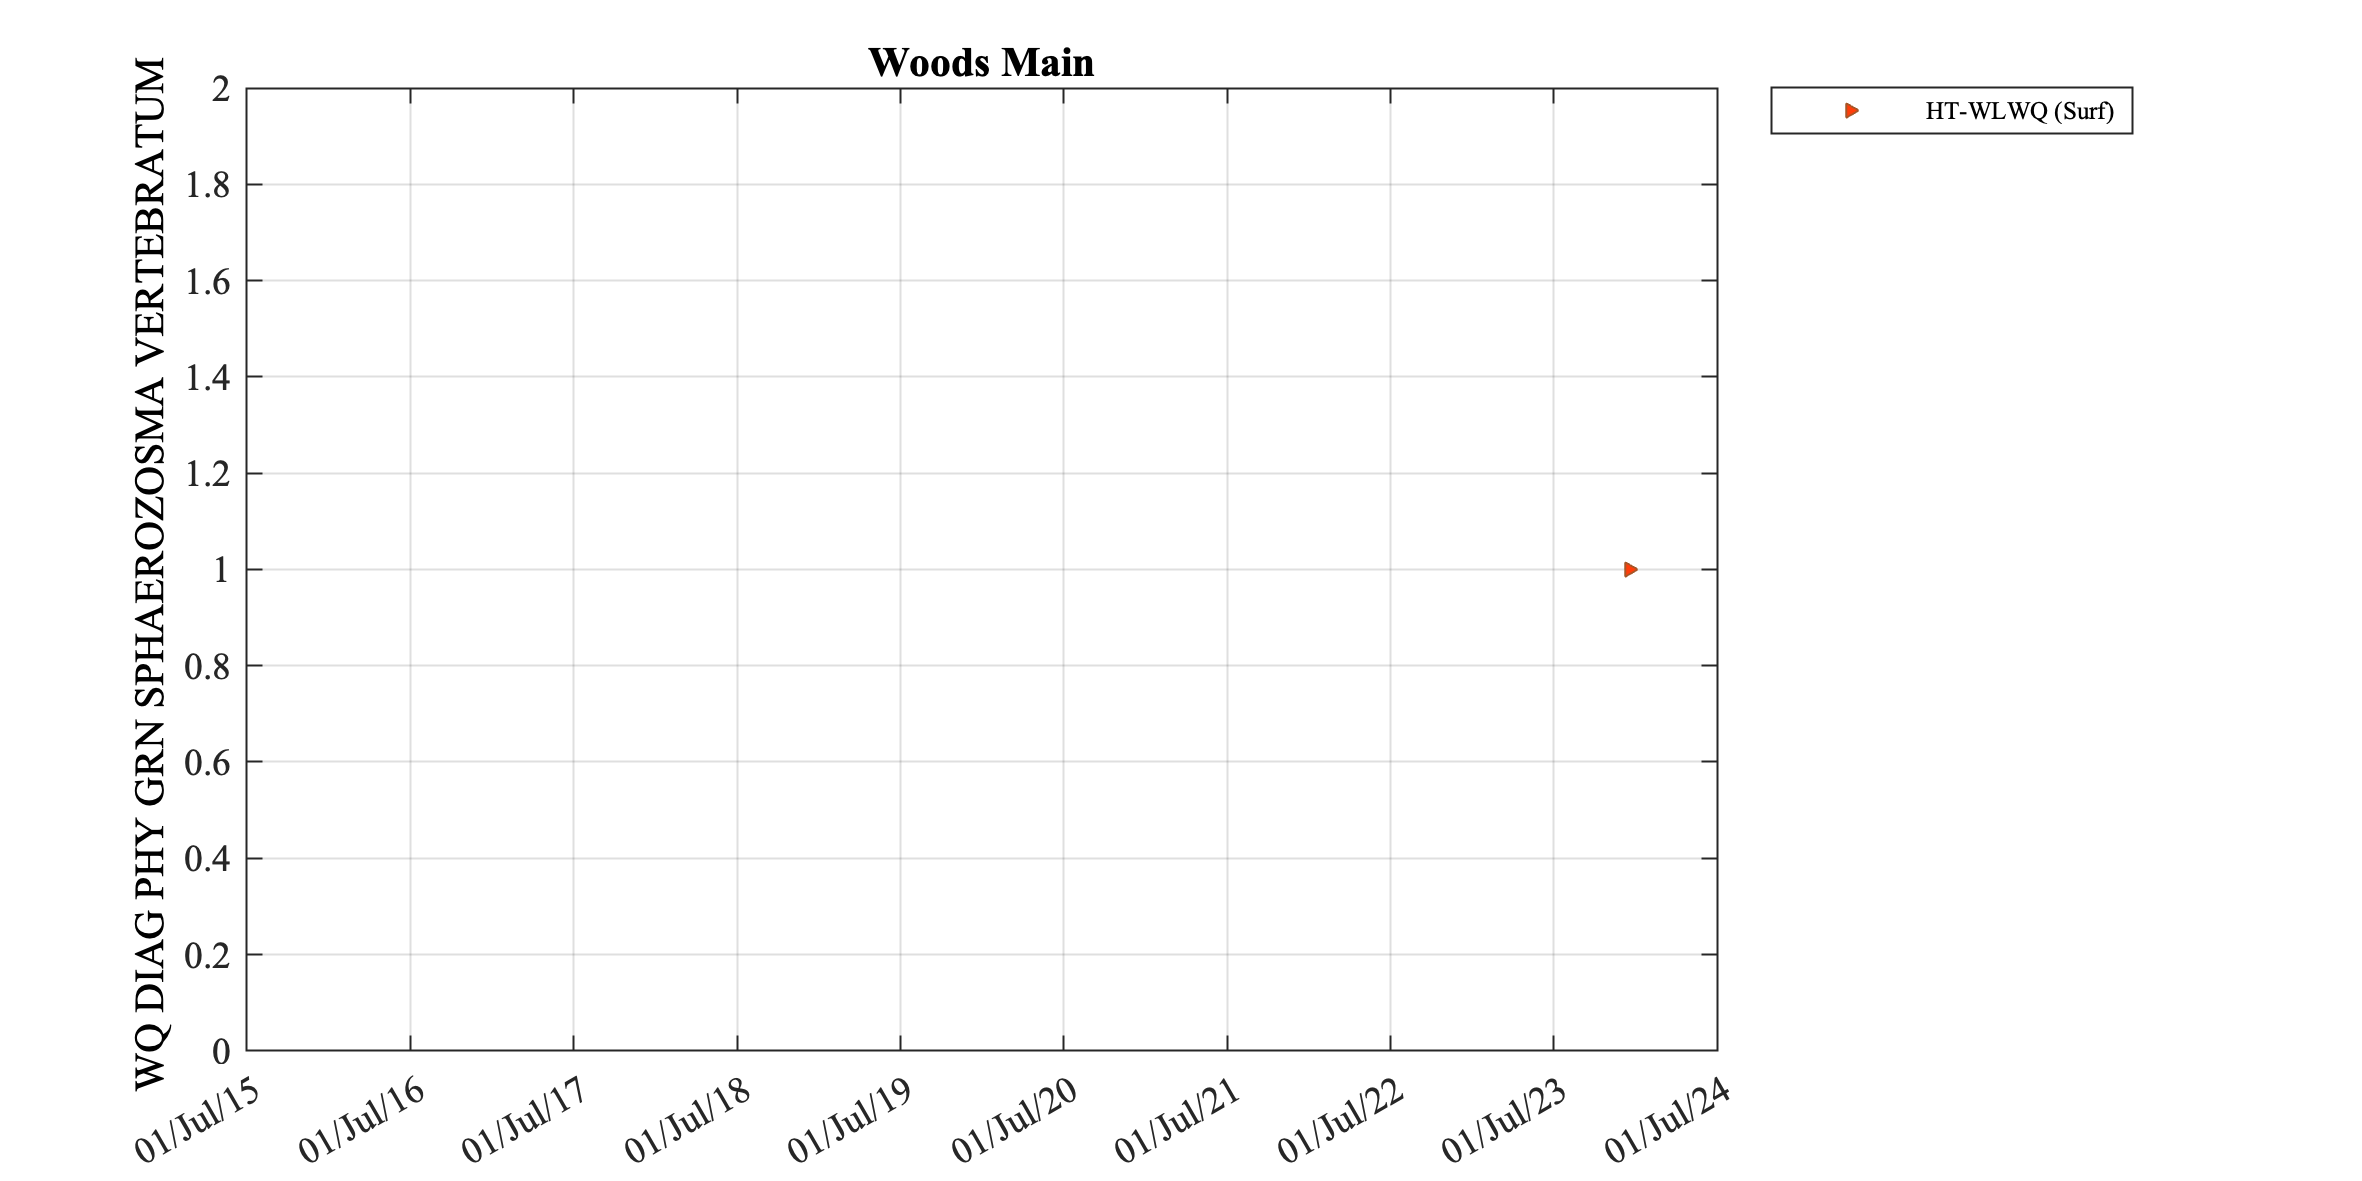 Woods Main
WQ DIAG PHY GRN SPHAEROZOSMA VERTEBRATUM
2
1.8
1.6
1.4
1.2
1
0.8
0.6
0.4
0.2
0
01/Jul/15
01/Jul/16
01/Jul/17
01/Jul/18
01/Jul/19
01/Jul/20
01/Jul/21
01/Jul/22
01/Jul/23
01/Jul/24
HT-WLWQ (Surf)